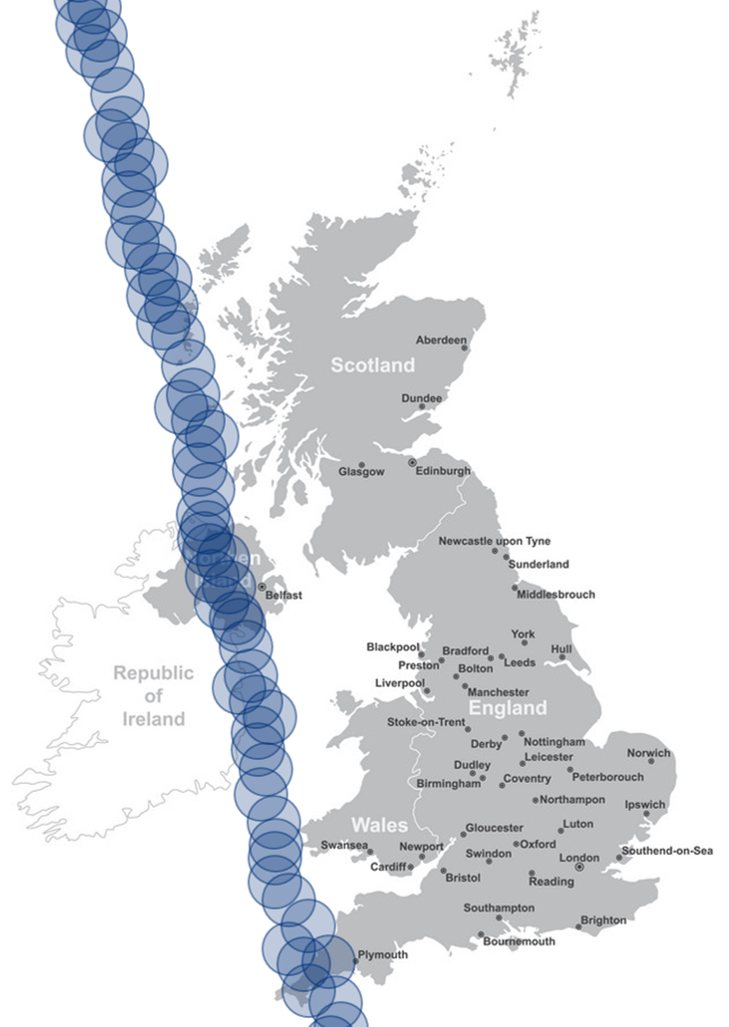 Aberdeen
Scotland
Dundee
Glasgow
Edinburgh
Newcastle upon Tyne
Sunderland
Belfast
Middlesbrouch
York
Blackpool
Bradford
Hull
Preston
Leeds
Bolton
Republic
of
Ireland
Liverpool
Manchester
England
Stoke-on-Trent
Derby
Nottingham
Norwich
Leicester
Dudley
Peterborough
Birmingham
Coventry
Northampon
Ipswich
Wales
Gloucester
Luton
Swansea
Newport
Oxford
Swindon
London
Southend-on-Sea
Cardiff
Bristol
Reading
Southampton
Brighton
Bournemouth
Plymouth